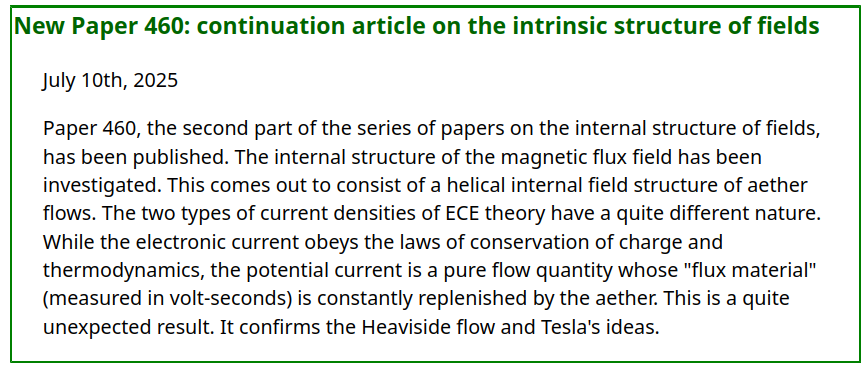 New Paper 460: continuation article on the intrinsic structure of fields
July 10th, 2025
Paper 460, the second part of the series of papers on the internal structure of fields,
has been published. The internal structure of the magnetic flux field has been
investigated. This comes out to consist of a helical internal field structure of aether
flows. The two types of current densities of ECE theory have a quite different nature.
While the electronic current obeys the laws of conservation of charge and
thermodynamics, the potential current is a pure flow quantity whose "flux material"
(measured in volt-seconds) is constantly replenished by the aether. This is a quite
unexpected result. It confirms the Heaviside flow and Tesla's ideas.